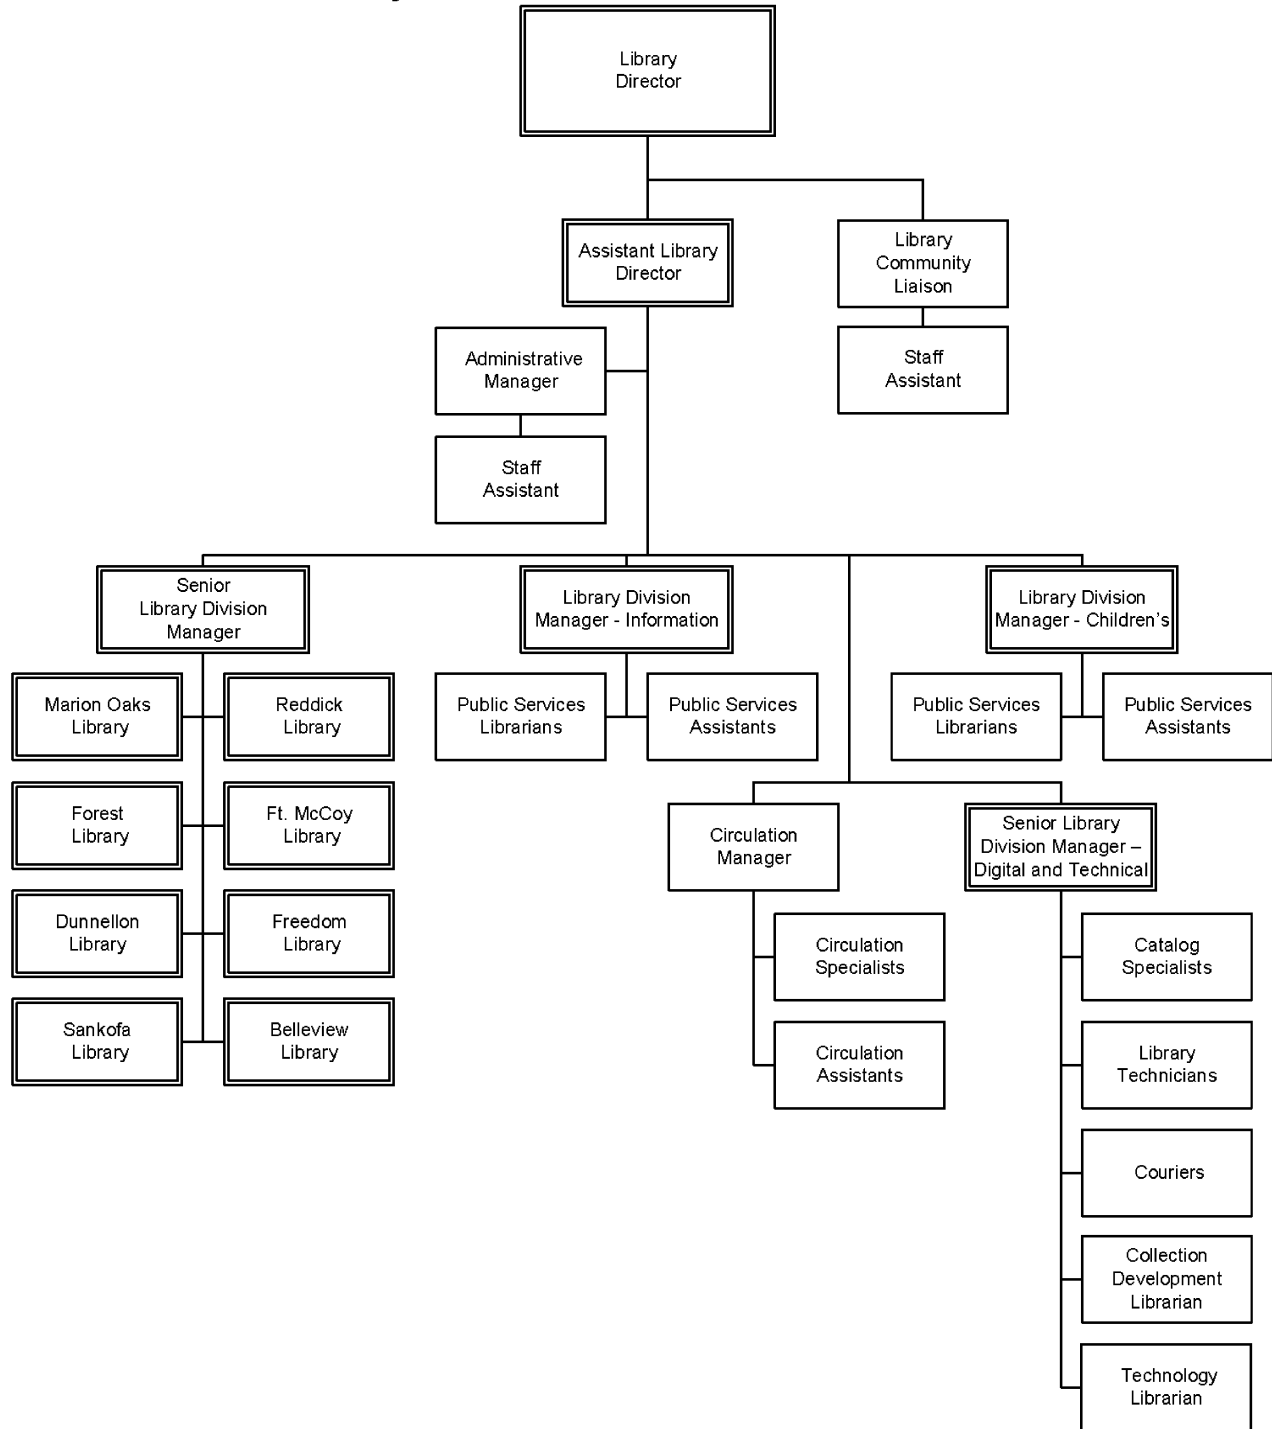 Library
Director
Assistant Library
Director
Library
Community
Liaison
Administrative
Manager
Staff
Assistant
Staff
Assistant
Senior
Library Division
Manager
Library Division
Manager - Information
Library Division
Manager - Children's
Marion Oaks
Library
Reddick
Library
Public Services
Librarians
Public Services
Assistants
Public Services
Librarians
Public Services
Assistants
Forest
Library
Ft. McCoy
Library
Circulation
Manager
Senior Library
Division Manager –
Digital and Technical
Dunnellon
Library
Freedom
Library
Circulation
Specialists
Catalog
Specialists
Sankofa
Library
Belleview
Library
Circulation
Assistants
Library
Technicians
Couriers
Collection
Development
Librarian
Technology
Librarian